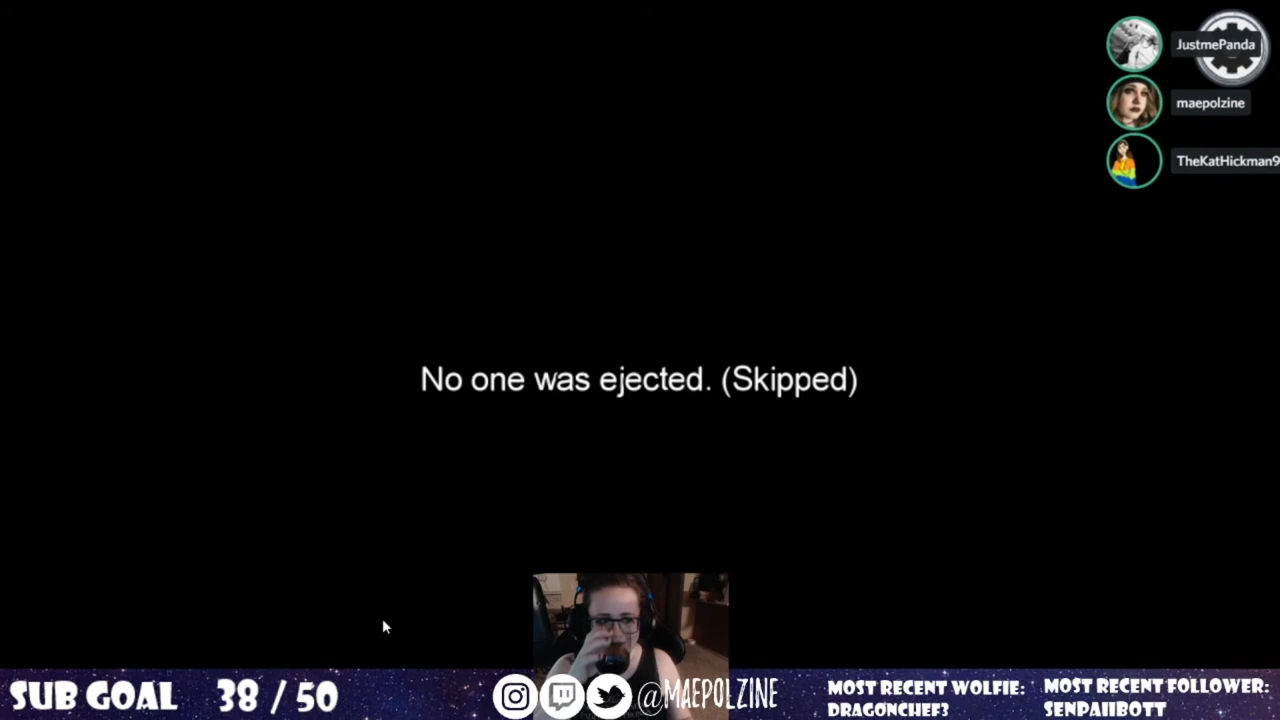 JustmePanda
maepolzine
TheKatHickman9
No one was ejected. (Skipped)
SUB GOAL 38 / 50
@MAEPOLZINE
MOST RECENT WOLFIE:
DRAGONCHEF3
MOST RECENT FOLLOWER:
SENPAIIBOTT